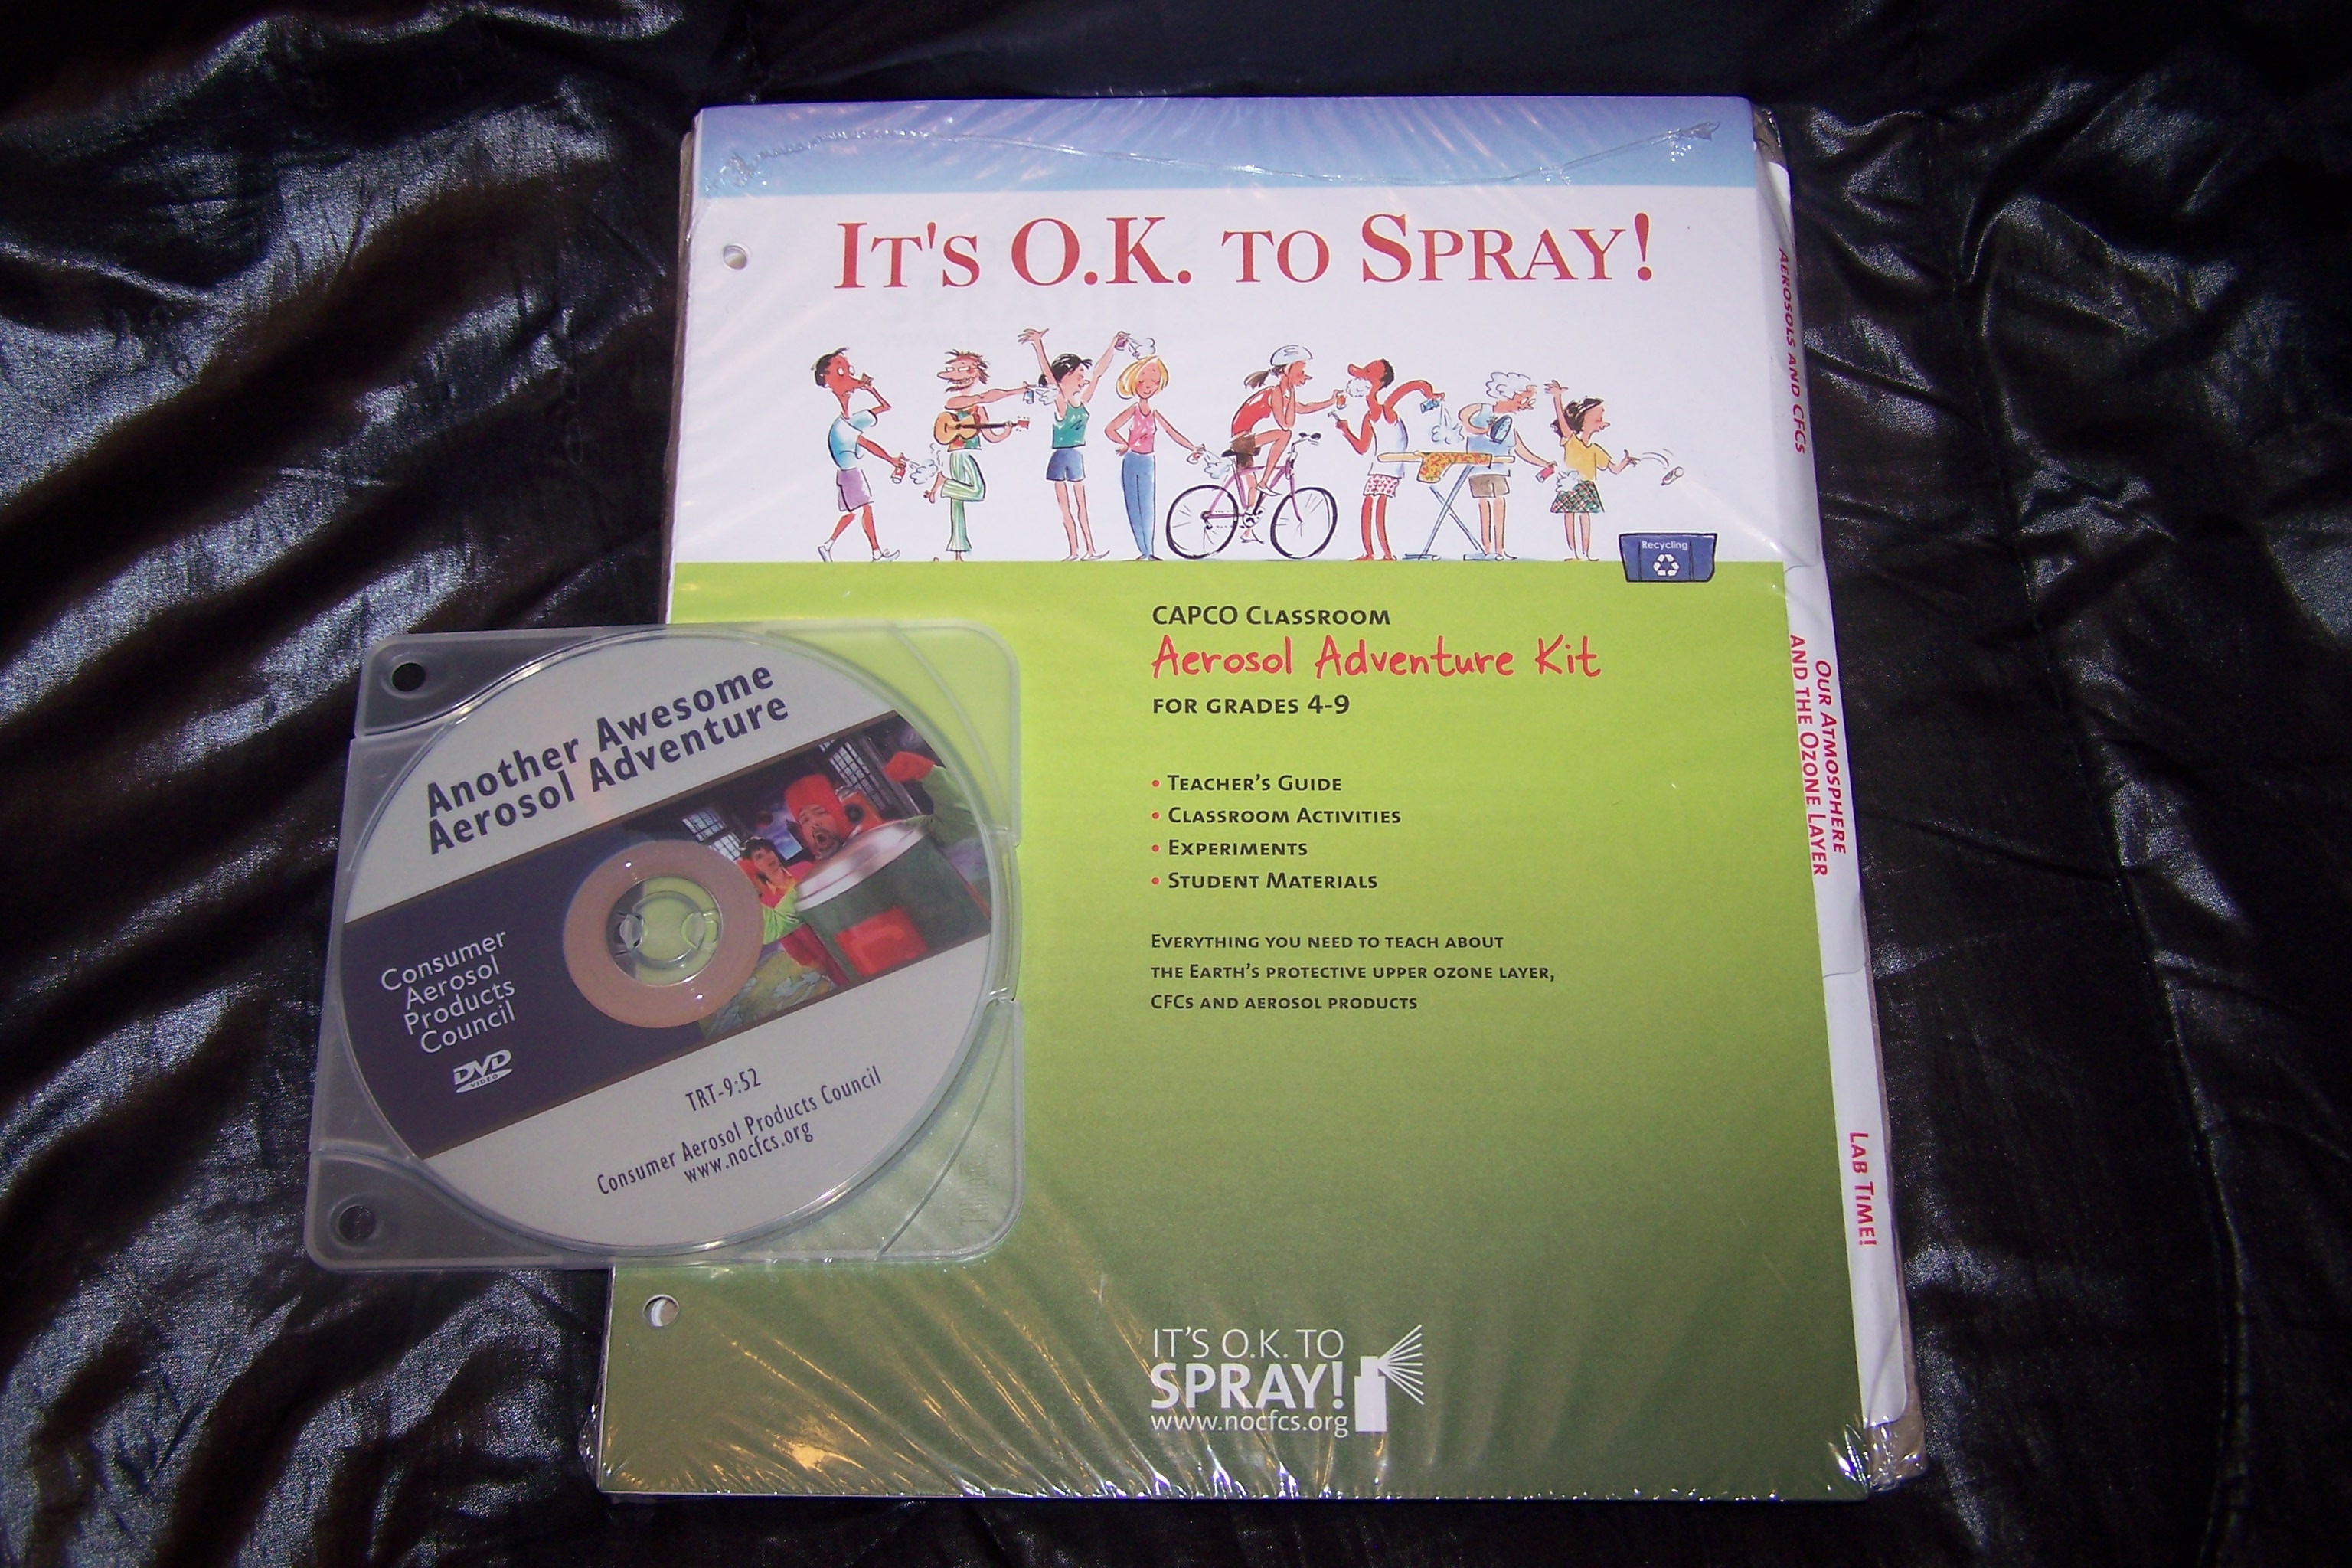 IT'S O.K. TO SPRAY!
Recycling
CAPCO CLASSROOM
Aerosol Adventure Kit
FOR GRADES 4-9
• TEACHER'S GUIDE
• CLASSROOM ACTIVITIES
• EXPERIMENTS
• STUDENT MATERIALS
EVERYTHING YOU NEED TO TEACH ABOUT
THE EARTH'S PROTECTIVE UPPER OZONE LAYER,
CFCS AND AEROSOL PRODUCTS
IT'S O.K. TO
SPRAY!
www.nocfcs.org
AEROSOLS AND CFCS
OUR ATMOSPHERE
AND THE OZONE LAYER
LAB TIME!
Another Awesome
Aerosol Adventure
Consumer
Aerosol
Products
Council
DVD
VIDEO
TRT-9:52
Consumer Aerosol Products Council
www.nocfcs.org